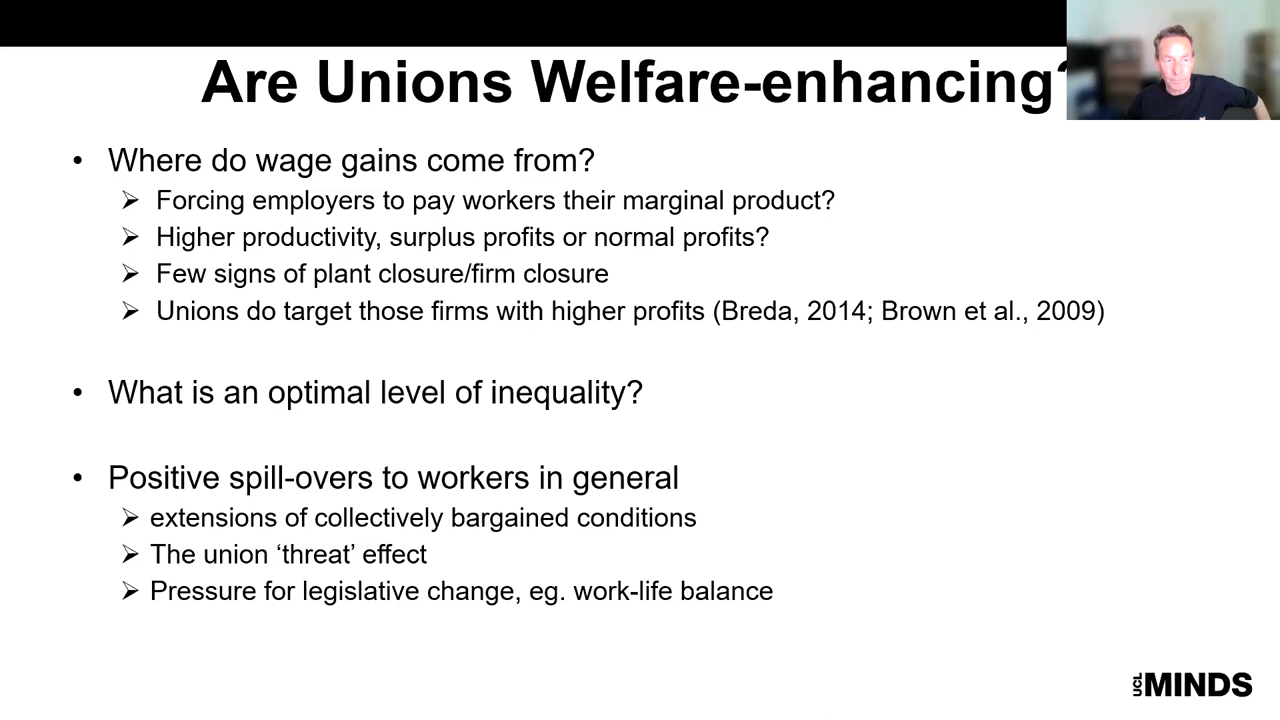 Are Unions Welfare-enhancing?
• Where do wage gains come from?
➢ Forcing employers to pay workers their marginal product?
➢ Higher productivity, surplus profits or normal profits?
➢ Few signs of plant closure/firm closure
➢ Unions do target those firms with higher profits (Breda, 2014; Brown et al., 2009)
• What is an optimal level of inequality?
• Positive spill-overs to workers in general
➢ extensions of collectively bargained conditions
➢ The union ‘threat’ effect
➢ Pressure for legislative change, eg. work-life balance
UCL MINDS